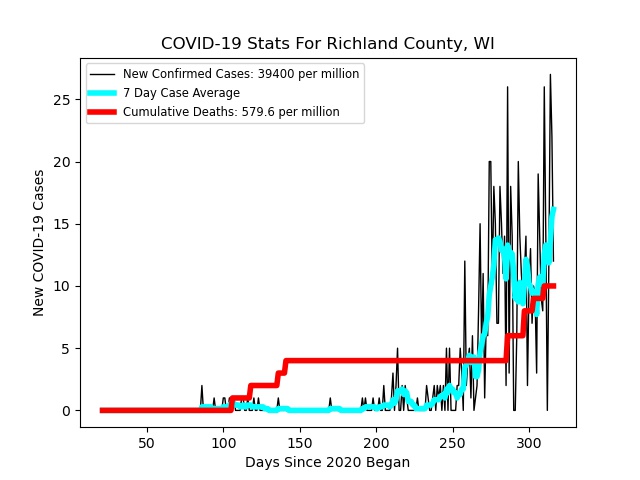 COVID-19 Stats For Richland County, WI
New Confirmed Cases: 39400 per million
7 Day Case Average
Cumulative Deaths: 579.6 per million
New COVID-19 Cases
25
20
15
10
5
0
50 100 150 200 250 300
Days Since 2020 Began